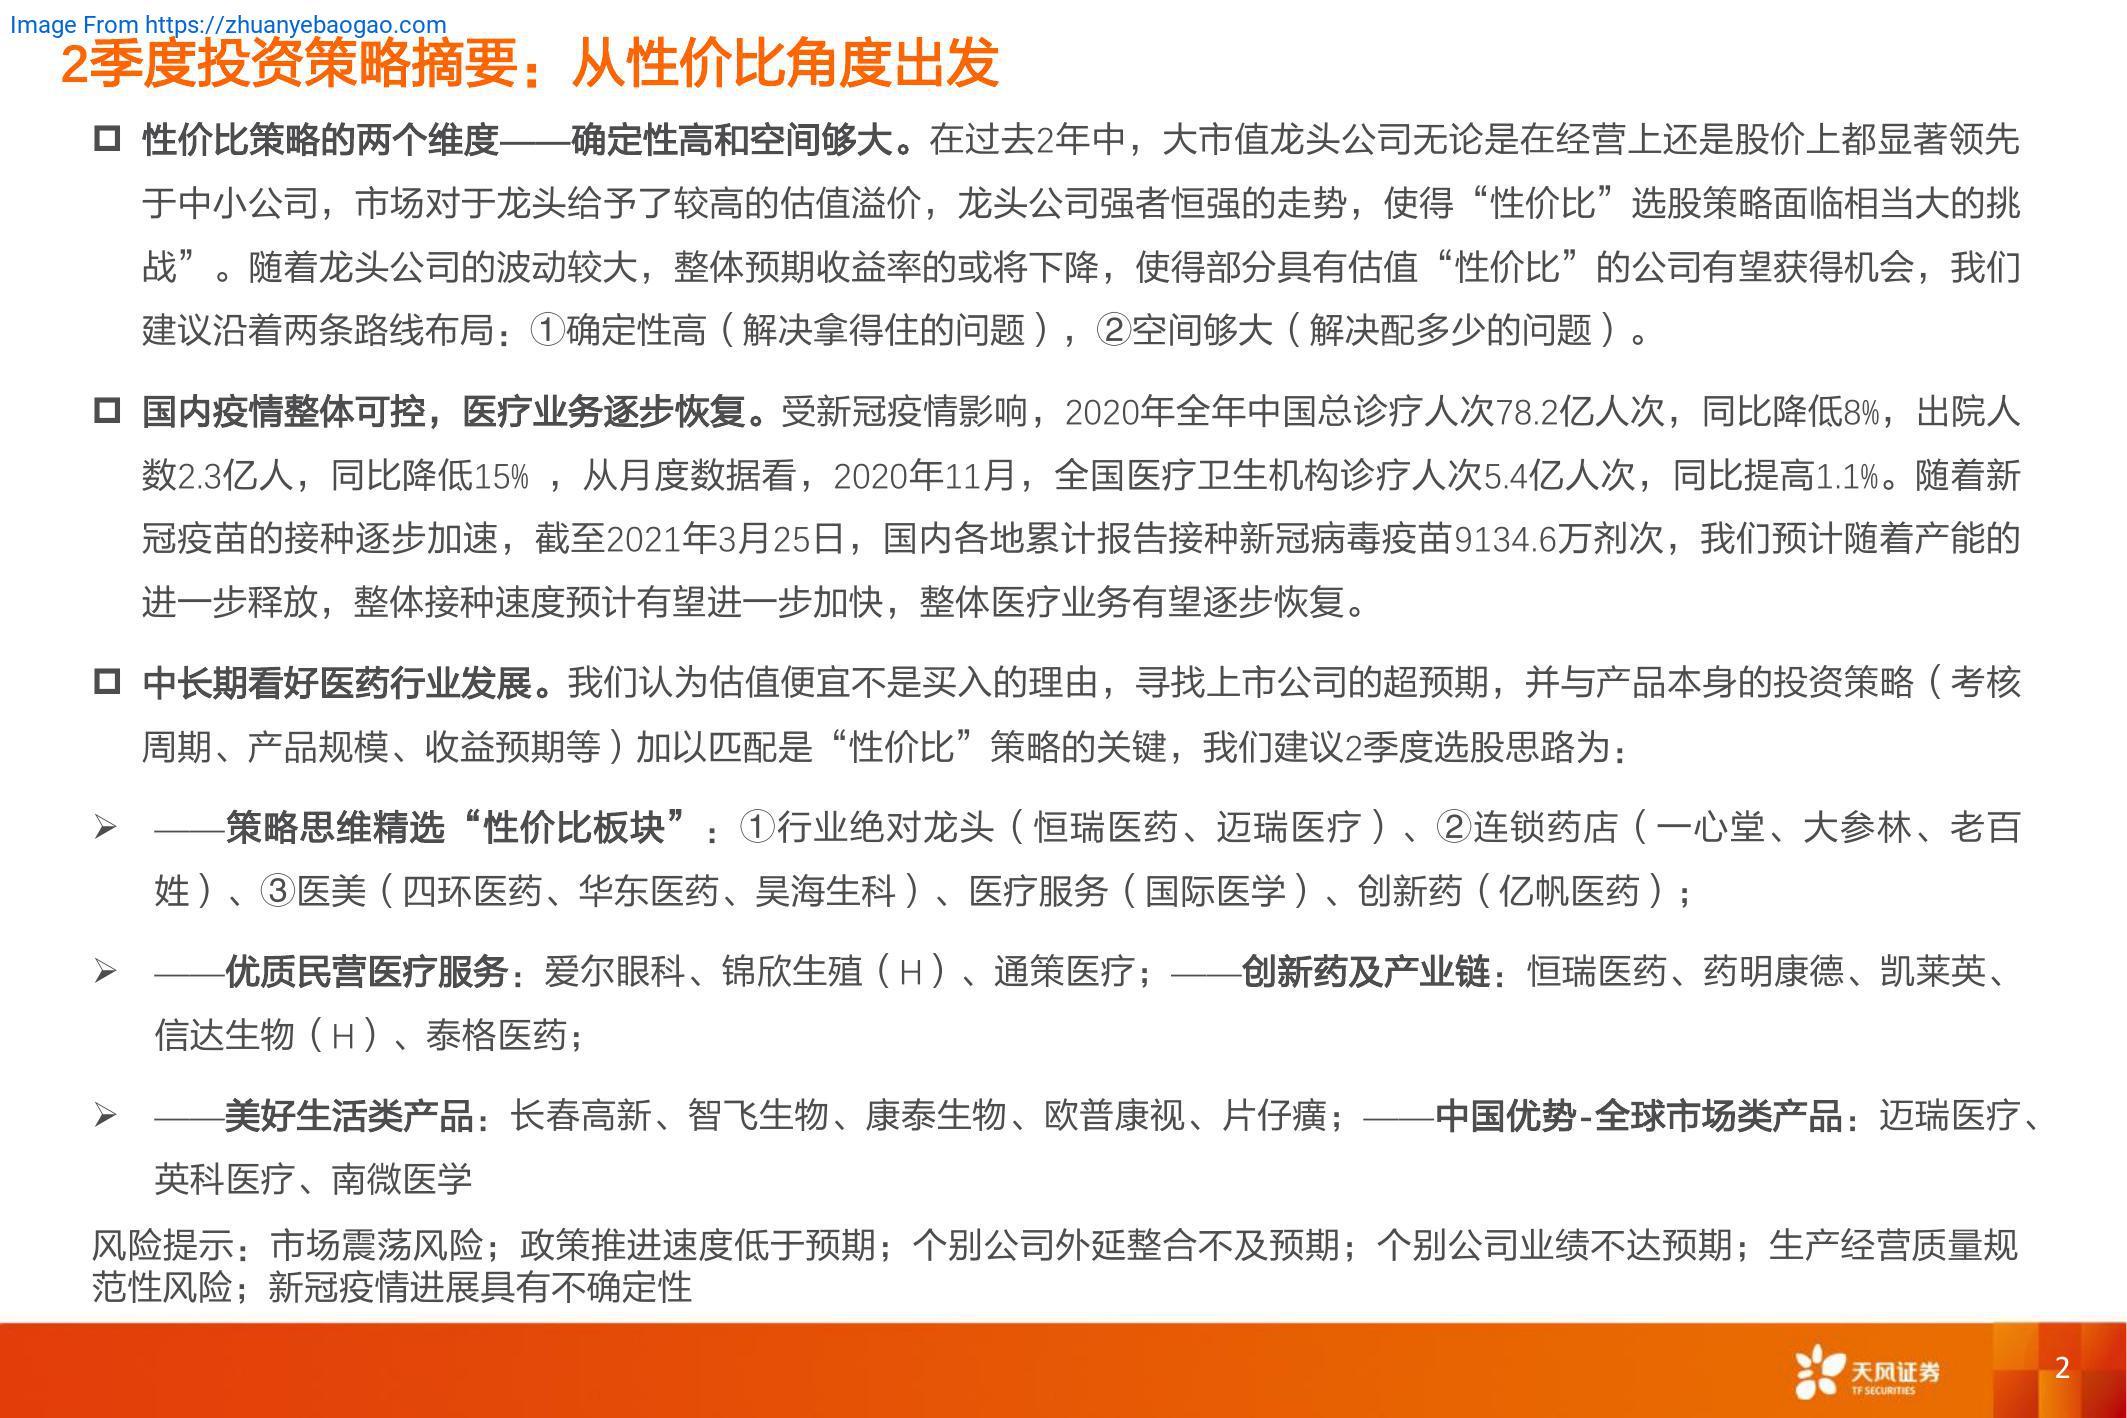 Image From https://zhuanyebaogao.com
2季度投资策略摘要：从性价比角度出发
性价比策略的两个维度——确定性高和空间够大。在过去2年中，大市值龙头公司无论是在经营上还是股价上都显著领先
于中小公司，市场对于龙头给予了较高的估值溢价，龙头公司强者恒强的走势，使得“性价比”选股策略面临相当大的挑
战”。随着龙头公司的波动较大，整体预期收益率的或将下降，使得部分具有估值“性价比”的公司有望获得机会，我们
建议沿着两条路线布局：①确定性高（解决拿得住的问题），②空间够大（解决配多少的问题）。
国内疫情整体可控，医疗业务逐步恢复。受新冠疫情影响，2020年全年中国总诊疗人次78.2亿人次，同比降低8%，出院人
数2.3亿人，同比降低15% ，从月度数据看，2020年11月，全国医疗卫生机构诊疗人次5.4亿人次，同比提高1.1%。随着新
冠疫苗的接种逐步加速，截至2021年3月25日，国内各地累计报告接种新冠病毒疫苗9134.6万剂次，我们预计随着产能的
进一步释放，整体接种速度预计有望进一步加快，整体医疗业务有望逐步恢复。
中长期看好医药行业发展。我们认为估值便宜不是买入的理由，寻找上市公司的超预期，并与产品本身的投资策略（考核
周期、产品规模、收益预期等）加以匹配是“性价比”策略的关键，我们建议2季度选股思路为：
➢ ——策略思维精选“性价比板块”：①行业绝对龙头（恒瑞医药、迈瑞医疗）、②连锁药店（一心堂、大参林、老百
姓）、③医美（四环医药、华东医药、昊海生科）、医疗服务（国际医学）、创新药（亿帆医药）；
➢ ——优质民营医疗服务：爱尔眼科、锦欣生殖（H）、通策医疗；——创新药及产业链：恒瑞医药、药明康德、凯莱英、
信达生物（H）、泰格医药；
➢ ——美好生活类产品：长春高新、智飞生物、康泰生物、欧普康视、片仔癀；——中国优势-全球市场类产品：迈瑞医疗、
英科医疗、南微医学
风险提示：市场震荡风险；政策推进速度低于预期；个别公司外延整合不及预期；个别公司业绩不达预期；生产经营质量规
范性风险；新冠疫情进展具有不确定性
天风证券
TF SECURITIES
2